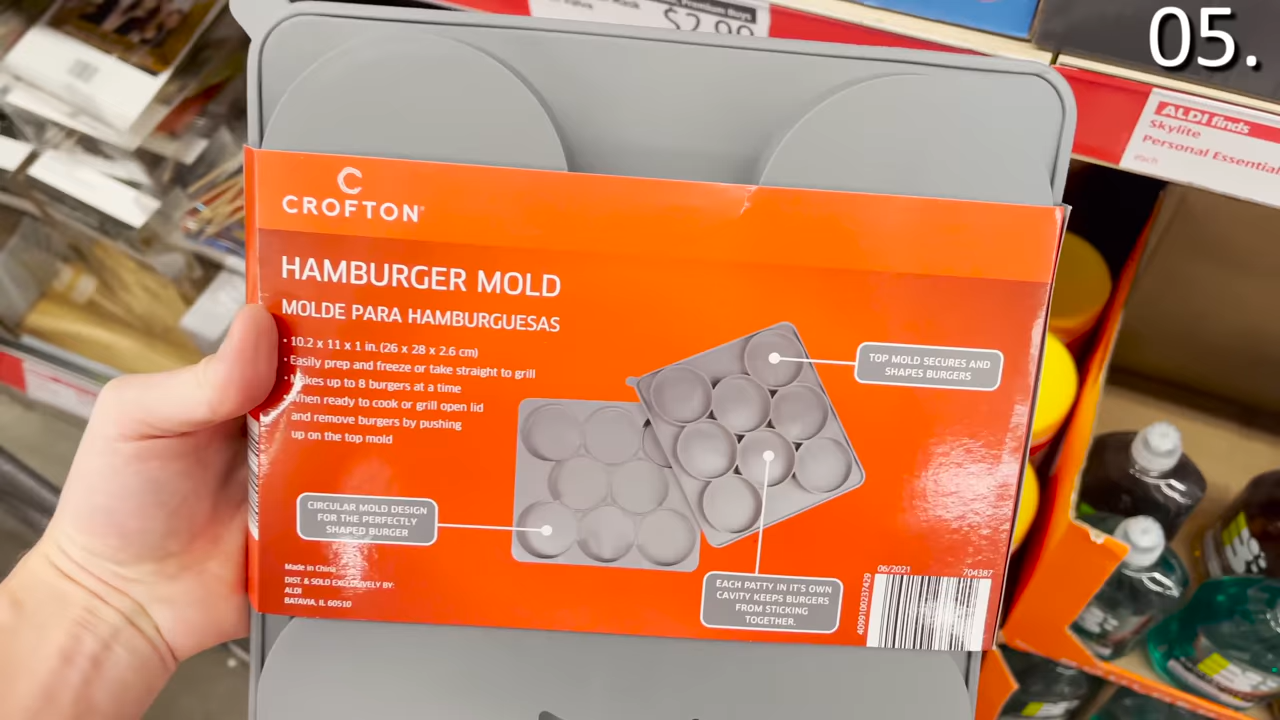 05.
$2.99
ALDI finds
Skylite
Personal Essential
CROFTON®
HAMBURGER MOLD
MOLDE PARA HAMBURGUESAS
• 10.2 x 11 x 1 in. (26 x 28 x 2.6 cm)
• Easily prep and freeze or take straight to grill
• Makes up to 8 burgers at a time
• When ready to cook or grill open lid
and remove burgers by pushing
up on the top mold
TOP MOLD SECURES AND
SHAPES BURGERS
CIRCULAR MOLD DESIGN
FOR THE PERFECTLY
SHAPED BURGER
EACH PATTY IN IT'S OWN
CAVITY KEEPS BURGERS
FROM STICKING
TOGETHER.
Made in China
DIST. & SOLD EXCLUSIVELY BY:
ALDI
BATAVIA, IL 60510
06/2021 704387
4099100237429